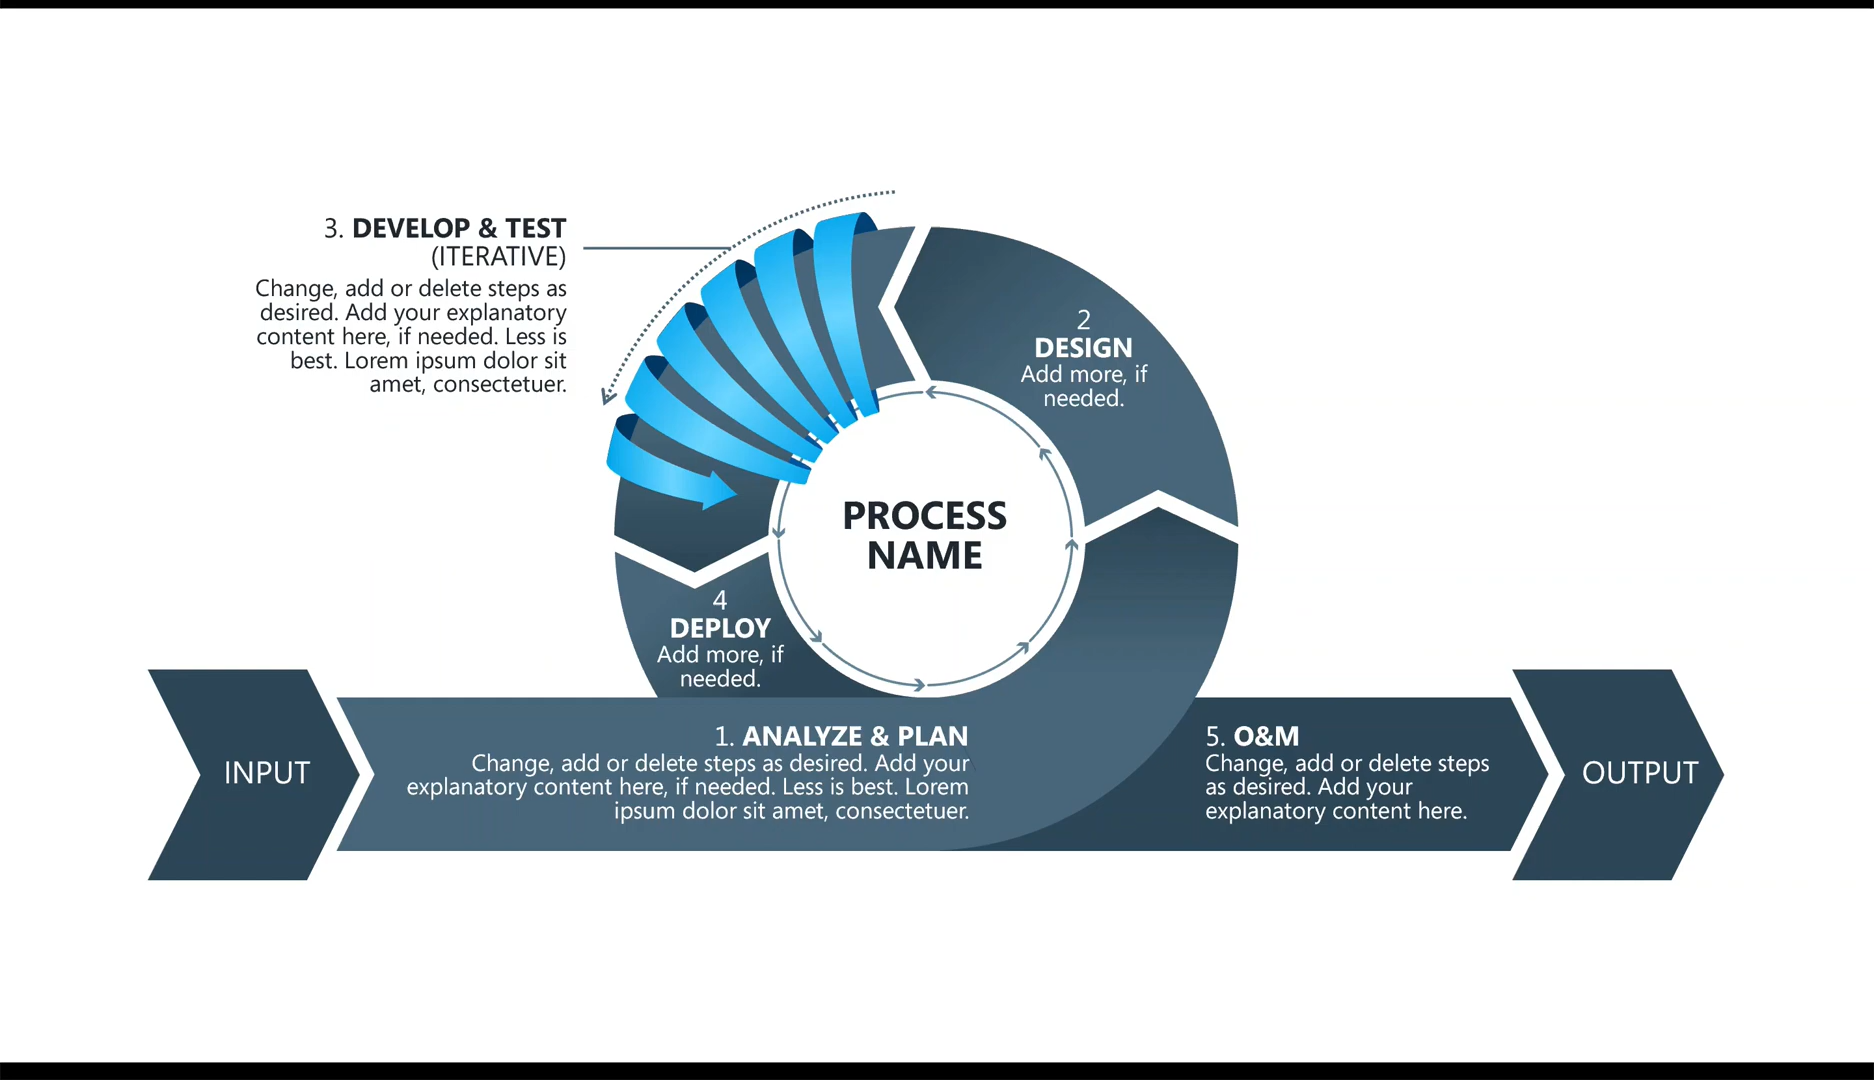 3. DEVELOP & TEST
(ITERATIVE)
Change, add or delete steps as
desired. Add your explanatory
content here, if needed. Less is
best. Lorem ipsum dolor sit
amet, consectetuer.
2
DESIGN
Add more, if
needed.
PROCESS
NAME
4
DEPLOY
Add more, if
needed.
INPUT
1. ANALYZE & PLAN
Change, add or delete steps as desired. Add your
explanatory content here, if needed. Less is best. Lorem
ipsum dolor sit amet, consectetuer.
5. O&M
Change, add or delete steps
as desired. Add your
explanatory content here.
OUTPUT